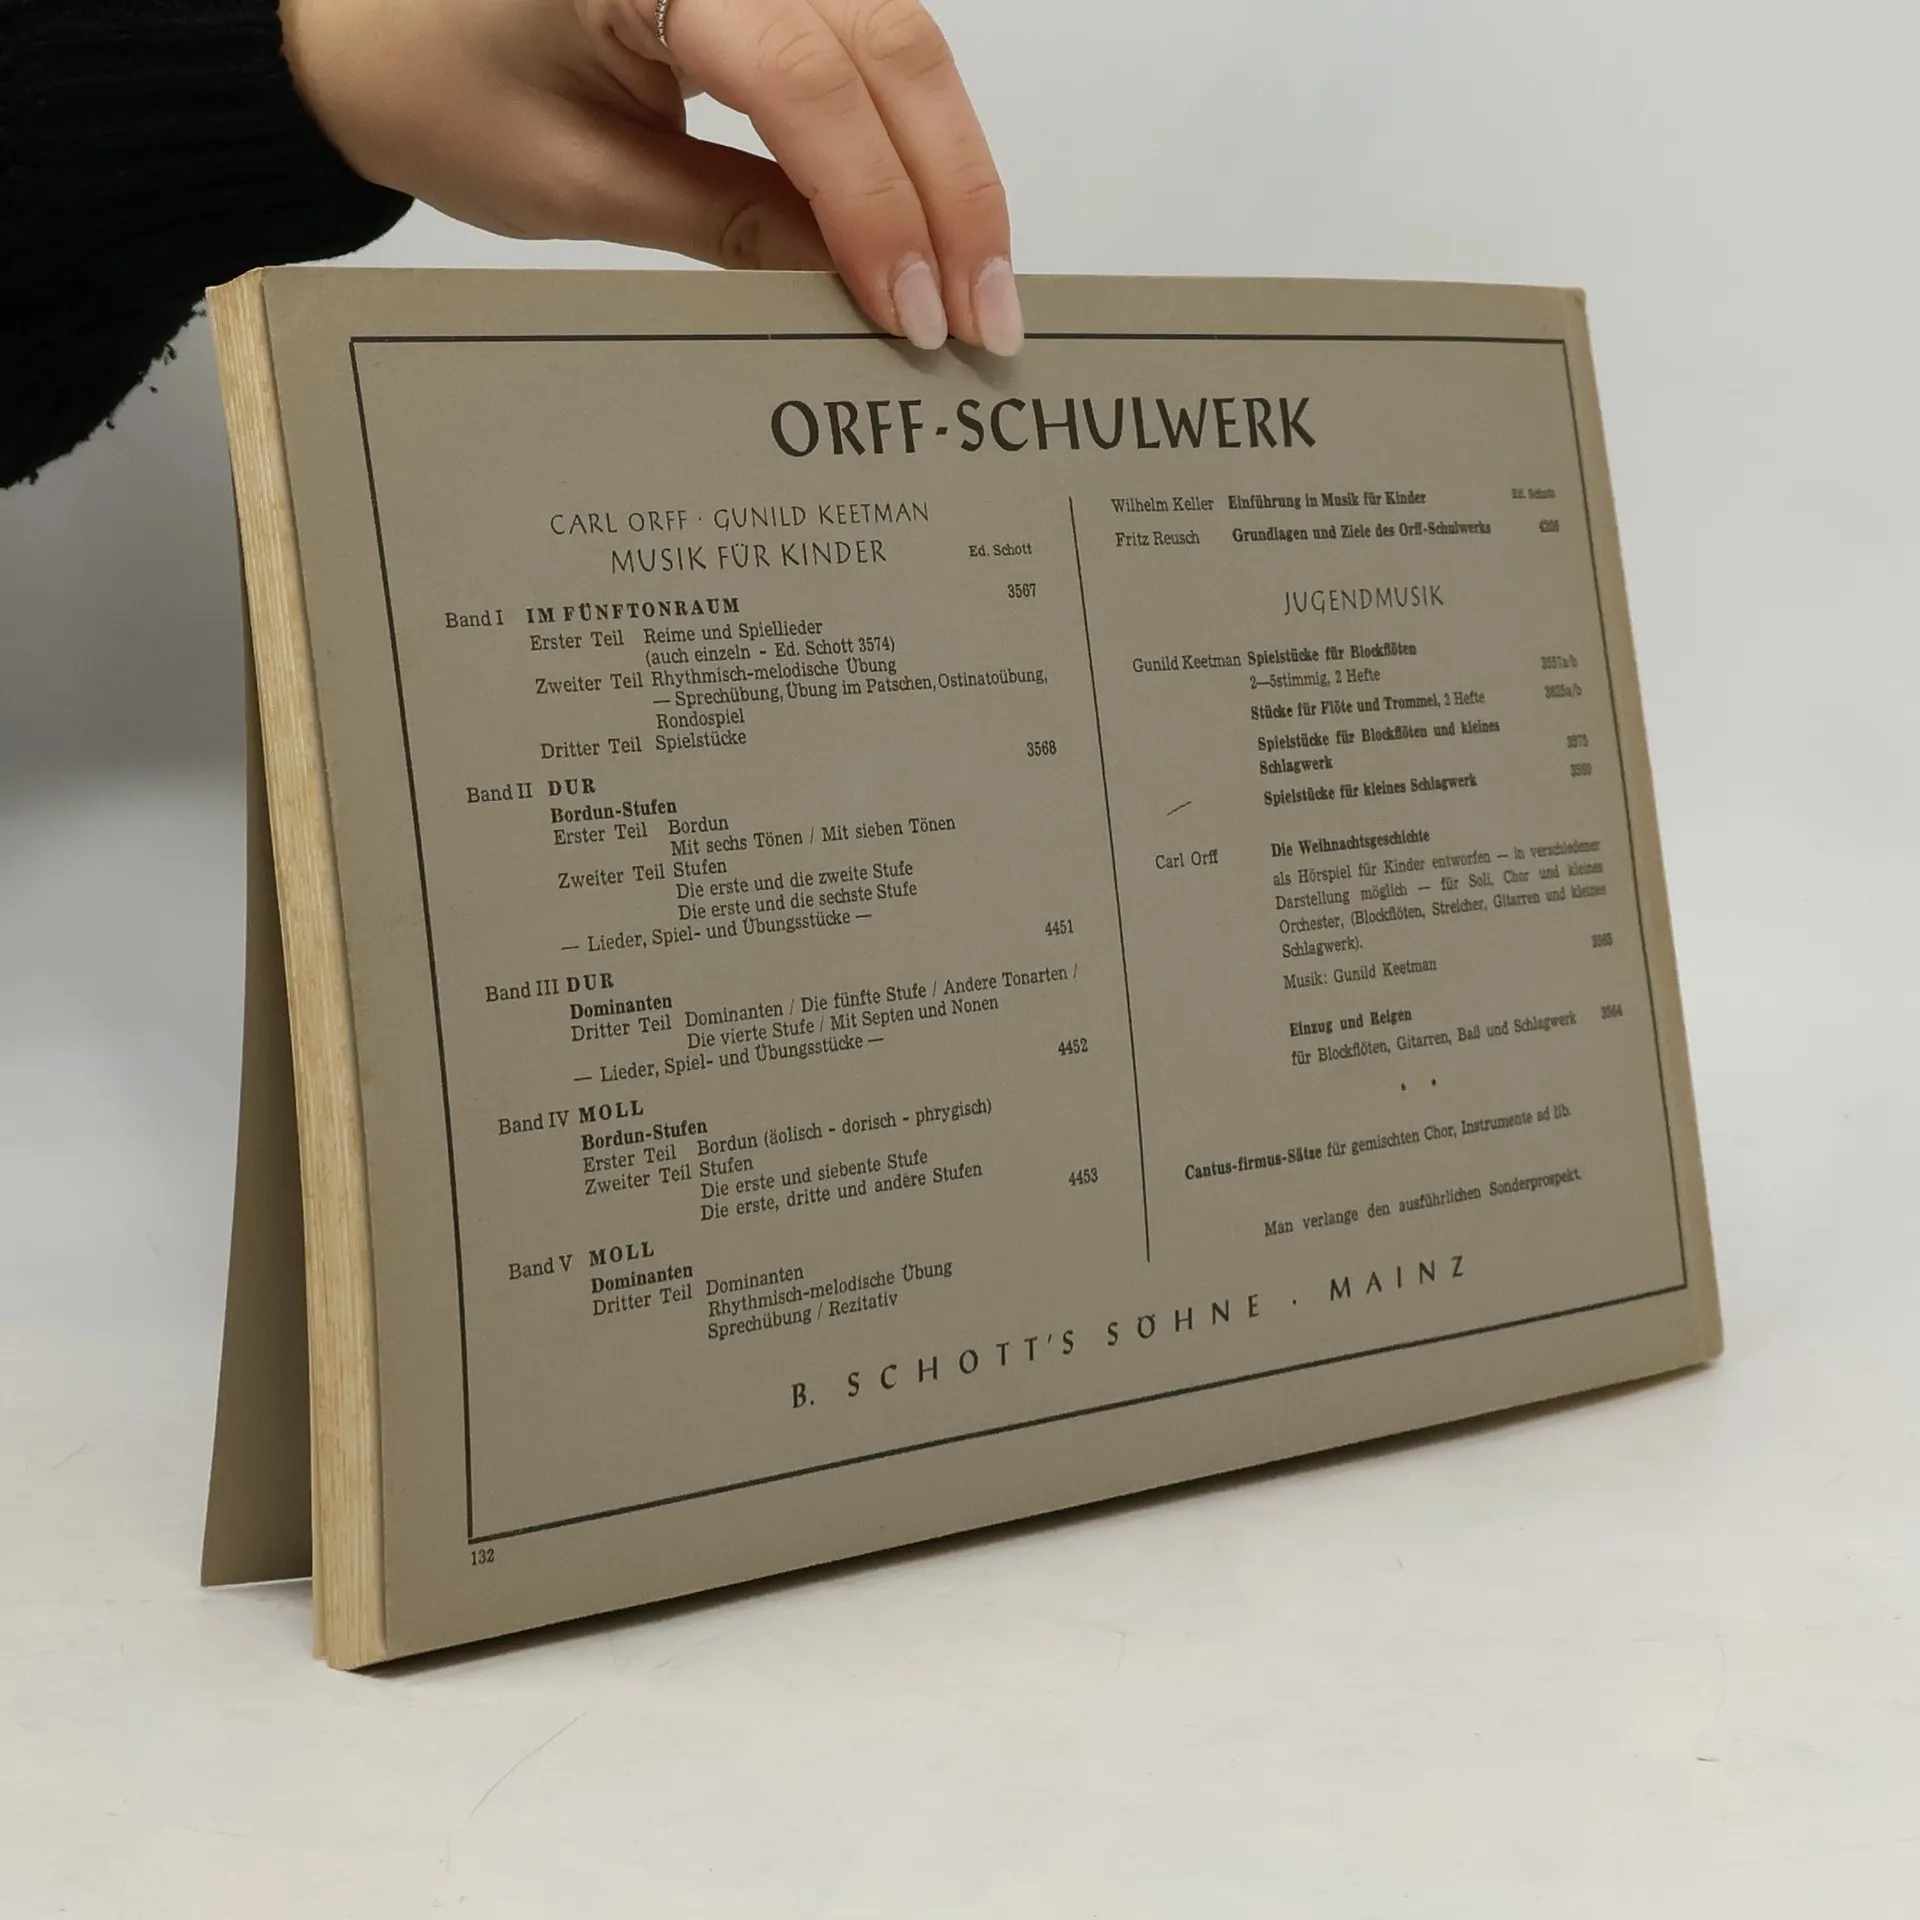 ORFF-SCHULWERK
CARL ORFF · GUNILD KEETMAN
MUSIK FÜR KINDER
Ed. Schott
Band I IM FÜNFTONRAUM 3567
Erster Teil Reime und Spiellieder
(auch einzeln - Ed. Schott 3574)
Zweiter Teil Rhythmisch-melodische Übung
— Sprechübung, Übung im Patschen, Ostinatoübung,
Rondospiel
Dritter Teil Spielstücke
Band II DUR 3568
Bordun-Stufen
Erster Teil Bordun
Mit sechs Tönen / Mit sieben Tönen
Zweiter Teil Stufen
Die erste und die zweite Stufe
Die erste und die sechste Stufe
— Lieder, Spiel- und Übungsstücke —
Band III DUR 4451
Dominanten
Dritter Teil Dominanten / Die fünfte Stufe / Andere Tonarten /
Die vierte Stufe / Mit Septen und Nonen
— Lieder, Spiel- und Übungsstücke —
Band IV MOLL 4452
Bordun-Stufen
Erster Teil Bordun (äolisch - dorisch - phrygisch)
Zweiter Teil Stufen
Die erste und siebente Stufe
Die erste, dritte und andere Stufen
Band V MOLL 4453
Dominanten
Dritter Teil Dominanten
Rhythmisch-melodische Übung
Sprechübung / Rezitativ
Wilhelm Keller Einführung in Musik für Kinder Ed. Schott
Fritz Reusch Grundlagen und Ziele des Orff-Schulwerks
JUGENDMUSIK
Gunild Keetman Spielstücke für Blockflöten
2—5stimmig, 2 Hefte 3557a/b
Stücke für Flöte und Trommel, 2 Hefte 3625a/b
Spielstücke für Blockflöten und kleines
Schlagwerk
Spielstücke für kleines Schlagwerk
Carl Orff Die Weihnachtsgeschichte
als Hörspiel für Kinder entworfen — in verschiedener
Darstellung möglich — für Soli, Chor und kleines
Orchester, (Blockflöten, Streicher, Gitarren und kleines
Schlagwerk).
Musik: Gunild Keetman 3565
Einzug und Reigen
für Blockflöten, Gitarren, Baß und Schlagwerk 3564
Cantus-firmus-Sätze für gemischten Chor, Instrumente ad lib.
Man verlange den ausführlichen Sonderprospekt.
B. SCHOTT'S SÖHNE · MAINZ
132